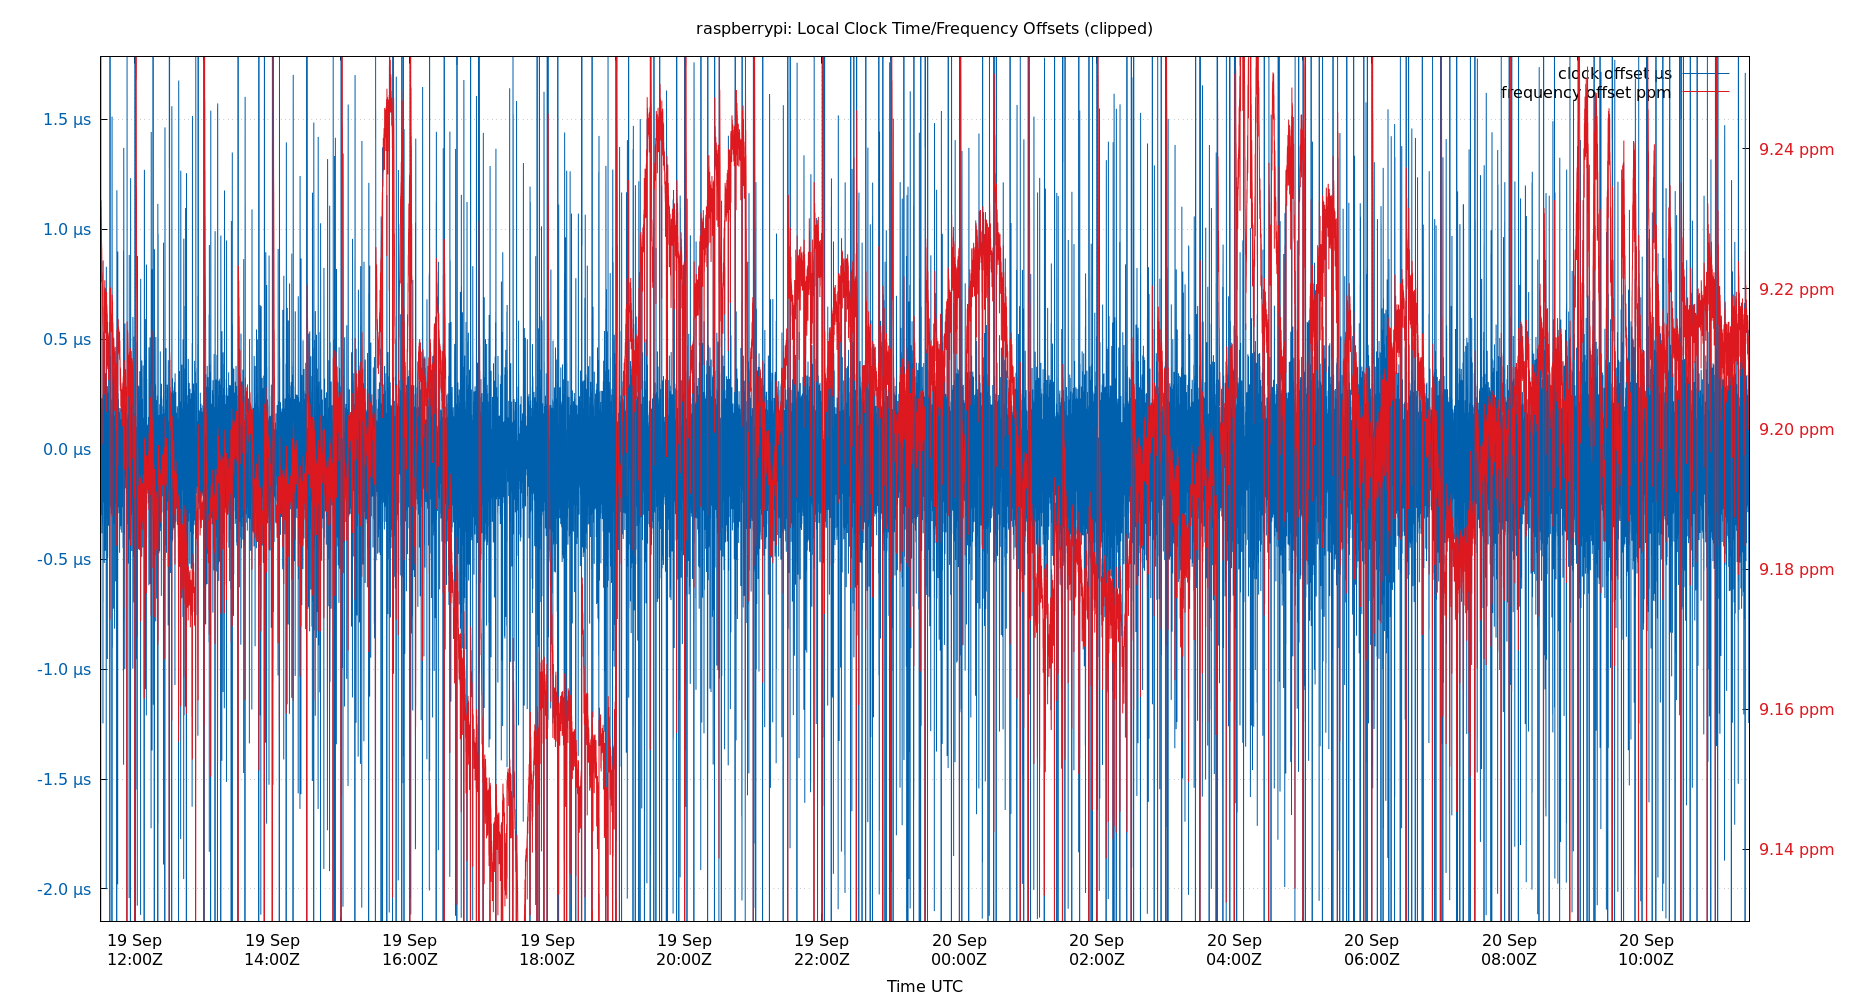 raspberrypi: Local Clock Time/Frequency Offsets (clipped)
clock offset µs
frequency offset ppm
1.5 µs
1.0 µs
0.5 µs
0.0 µs
-0.5 µs
-1.0 µs
-1.5 µs
-2.0 µs
9.24 ppm
9.22 ppm
9.20 ppm
9.18 ppm
9.16 ppm
9.14 ppm
19 Sep 19 Sep 19 Sep 19 Sep 19 Sep 19 Sep 20 Sep 20 Sep 20 Sep 20 Sep 20 Sep 20 Sep
12:00Z 14:00Z 16:00Z 18:00Z 20:00Z 22:00Z 00:00Z 02:00Z 04:00Z 06:00Z 08:00Z 10:00Z
Time UTC